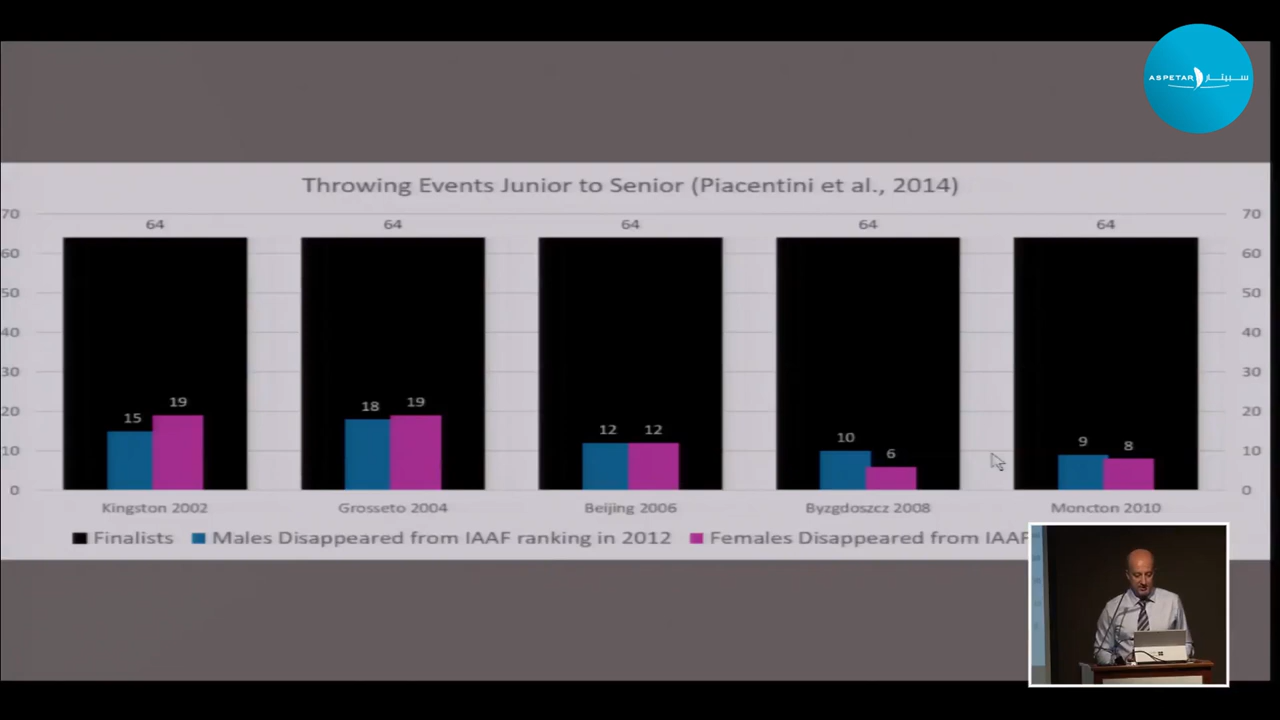 ASPETAR سبيتار
Throwing Events Junior to Senior (Piacentini et al., 2014)
70 70
64 64 64 64 64
60 60
50 50
40 40
30 30
20 20
15 19 18 19 12 12 10 6 9 8
10 10
0 0
Kingston 2002 Grosseto 2004 Beijing 2006 Byzgdoszcz 2008 Moncton 2010
Finalists Males Disappeared from IAAF ranking in 2012 Females Disappeared from IAAF